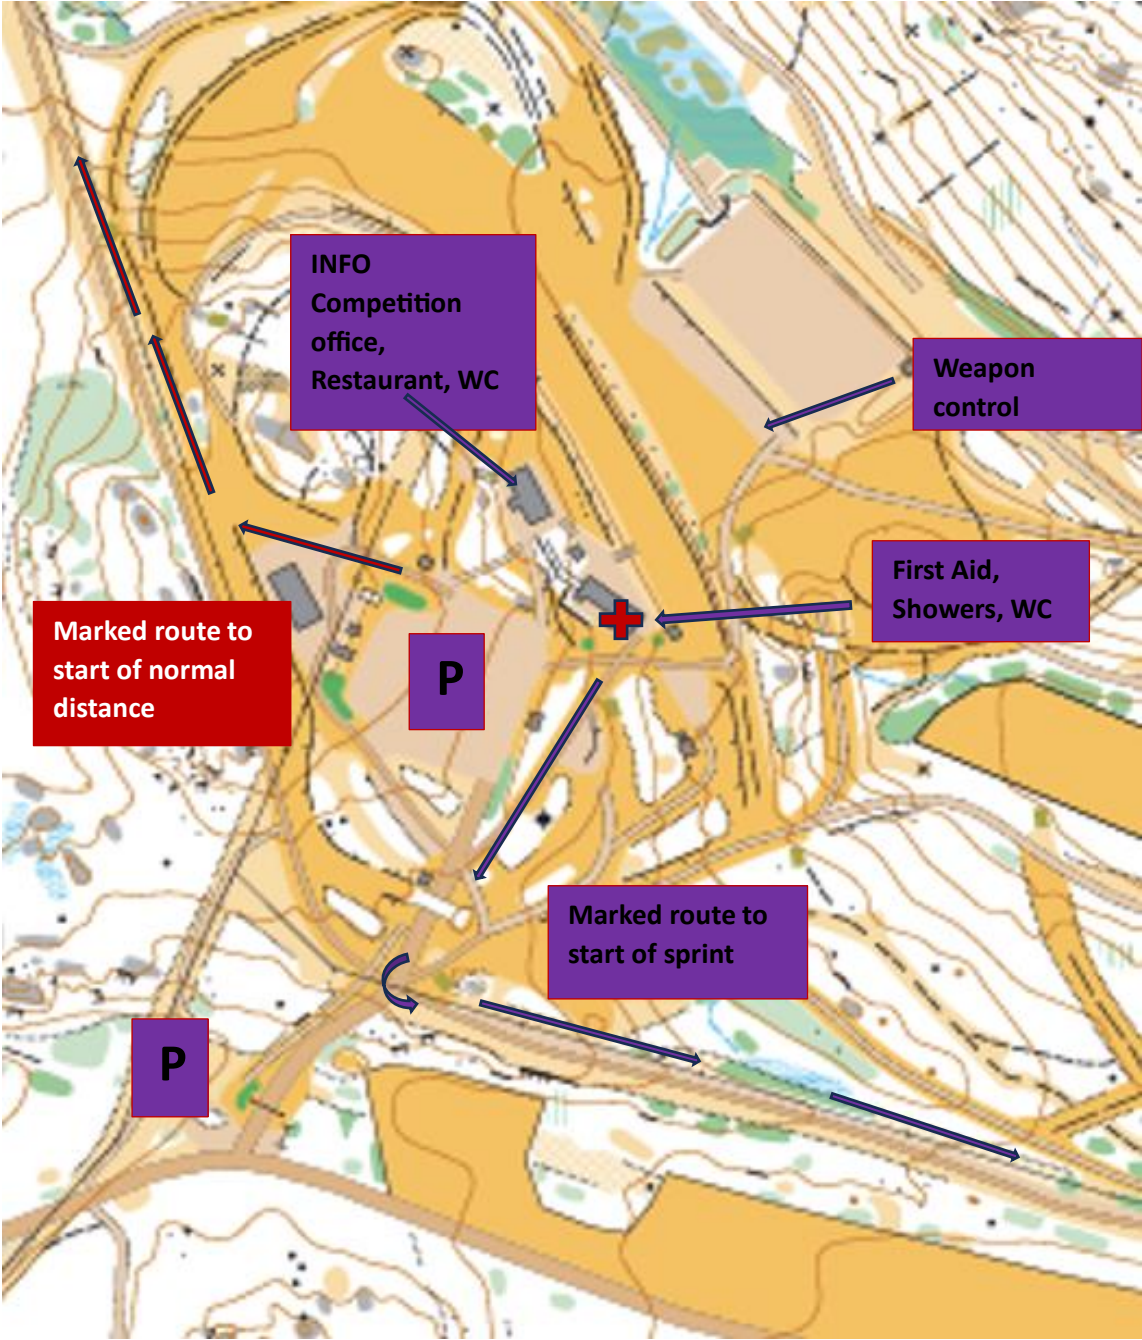 INFO
Competition
office,
Restaurant, WC
Weapon
control
First Aid,
Showers, WC
Marked route to
start of normal
distance
P
Marked route to
start of sprint
P